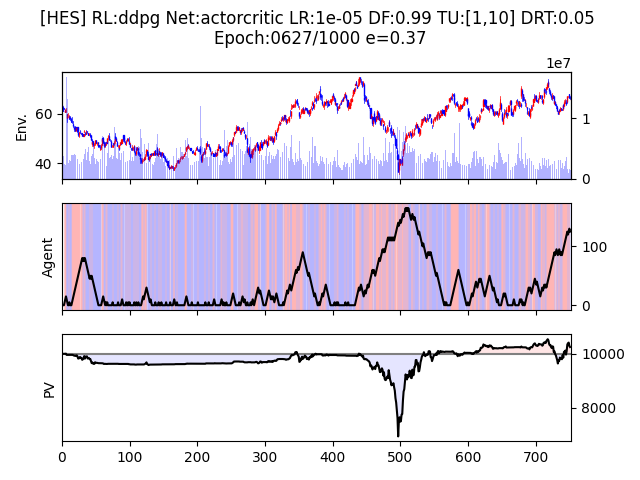 [HES] RL:ddpg Net:actorcritic LR:1e-05 DF:0.99 TU:[1,10] DRT:0.05
Epoch:0627/1000 e=0.37
1e7
Env.
60
40
1
0
Agent
100
0
PV
10000
8000
0 100 200 300 400 500 600 700